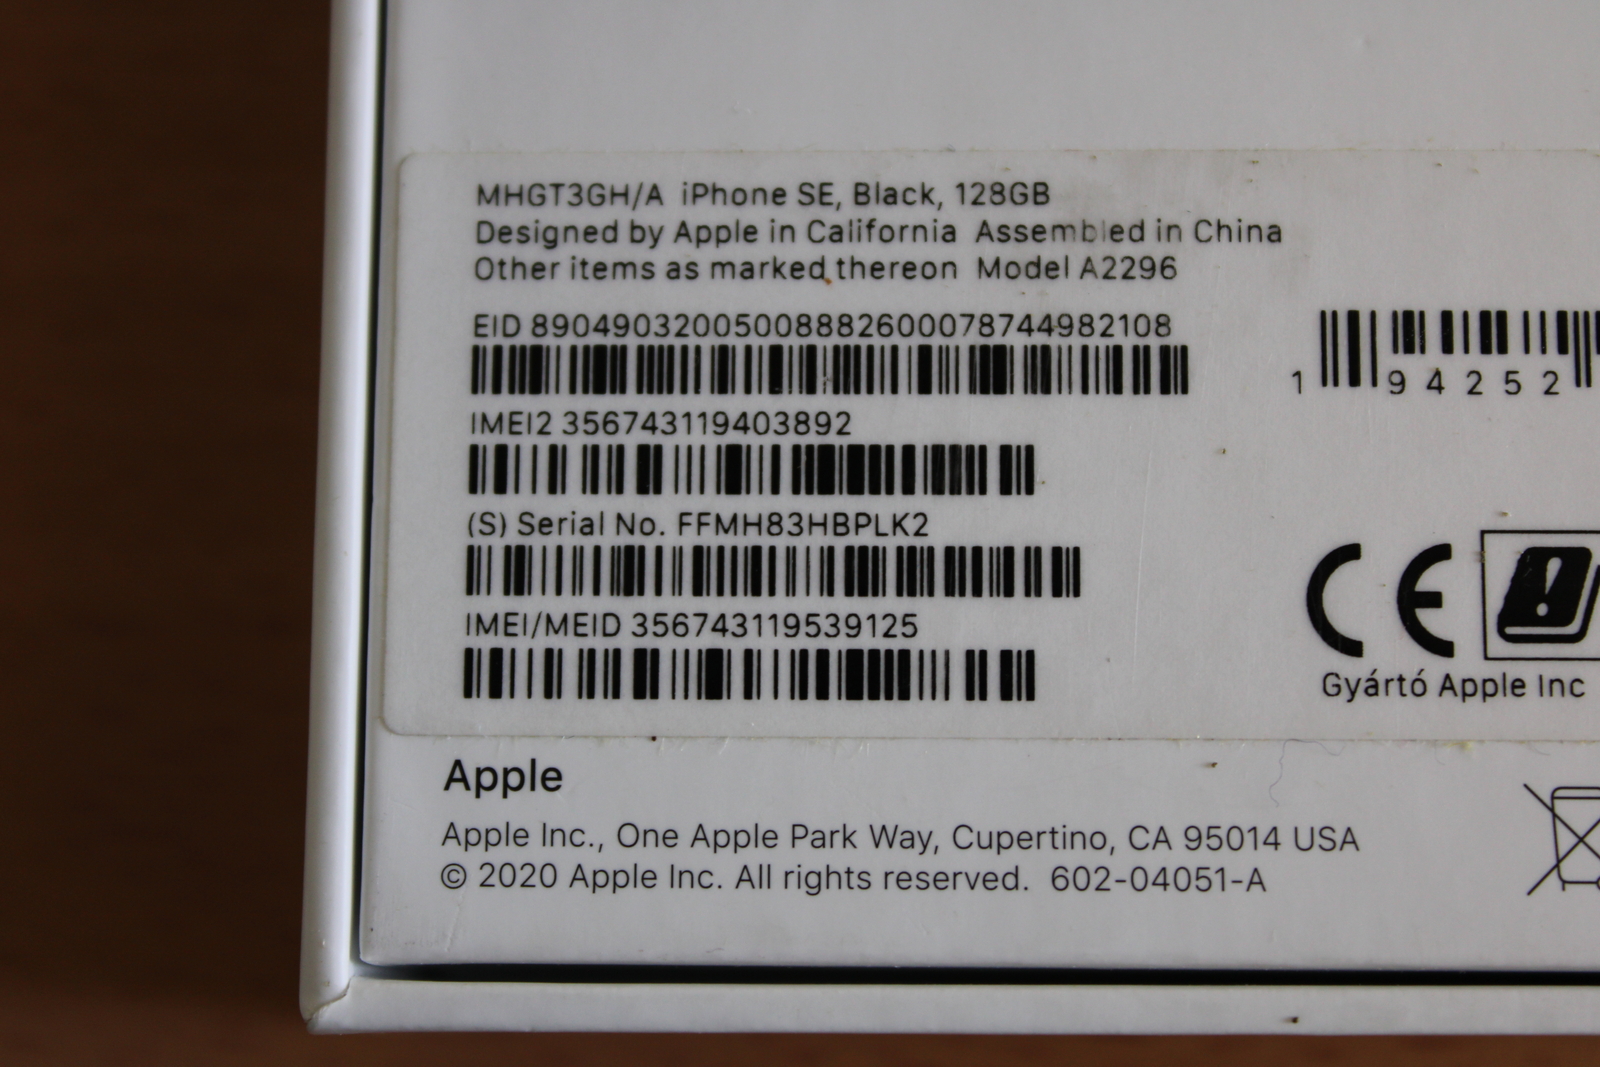 MHGT3GH/A iPhone SE, Black, 128GB
Designed by Apple in California Assembled in China
Other items as marked thereon Model A2296
EID 89049032005008882600078744982108
IMEI2 356743119403892
(S) Serial No. FFMH83HBPLK2
IMEI/MEID 356743119539125
1 94252
CE
Gyártó Apple Inc
Apple
Apple Inc., One Apple Park Way, Cupertino, CA 95014 USA
© 2020 Apple Inc. All rights reserved. 602-04051-A